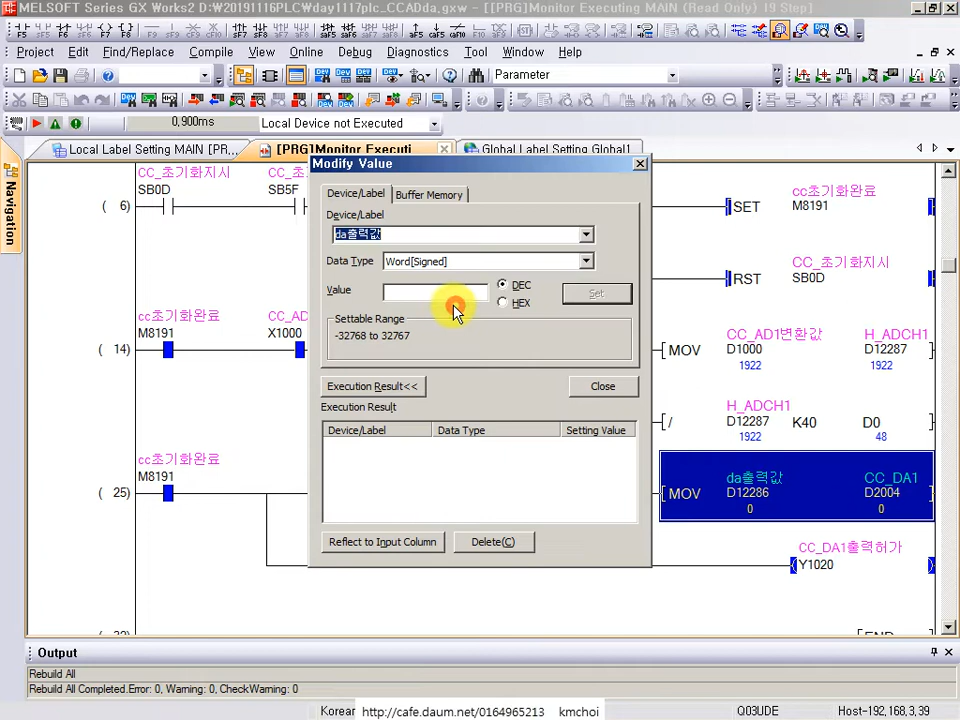 MELSOFT Series GX Works2 D:\20191116PLC\day1117plc_CCADda,gxw - [[PRG]Monitor Executing MAIN (Read Only) 19 Step]
F5 F6 F7 F8
Project Edit Find/Replace Compile View Online Debug Diagnostics Tool Window Help
Parameter
0,900ms Local Device not Executed
Local Label Setting MAIN [PR... [PRG]Monitor Executi Global Label Setting Global1
Navigation
Modify Value
Device/Label Buffer Memory
Device/Label
da출력값
Data Type Word[Signed]
Value DEC Set
HEX
Settable Range
-32768 to 32767
Execution Result<< Close
Execution Result
Device/Label Data Type Setting Value
Reflect to Input Column Delete(C)
CC_초기화지시 CC_초
SB0D SB5F
( 6)
cc초기화완료
SET M8191
CC_초기화지시
RST SB0D
cc초기화완료 CC_AD
M8191 X1000
( 14)
CC_AD1변환값 H_ADCH1
MOV D1000 D12287
1922 1922
H_ADCH1
/ D12287 K40 D0
1922 48
cc초기화완료
M8191
( 25)
da출력값 CC_DA1
MOV D12286 D2004
0 0
CC_DA1출력허가
Y1020
Output
Rebuild All
Rebuild All Completed.Error: 0, Warning: 0, CheckWarning: 0
Korean http://cafe.daum.net/0164965213 kmchoi Q03UDE Host-192,168,3,39